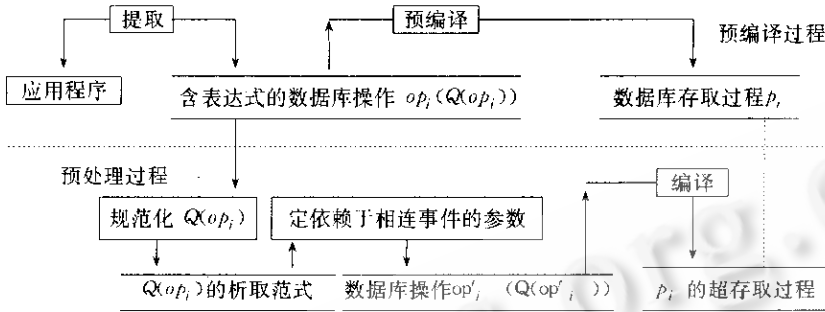 提取
预编译
预编译过程
应用程序
含表达式的数据库操作 opᵢ(Q(opᵢ))
数据库存取过程pᵢ
预处理过程
编译
规范化 Q(opᵢ)
定依赖于相连事件的参数
Q(opᵢ)的析取范式
数据库操作op′ᵢ (Q(op′ᵢ))
pᵢ 的超存取过程